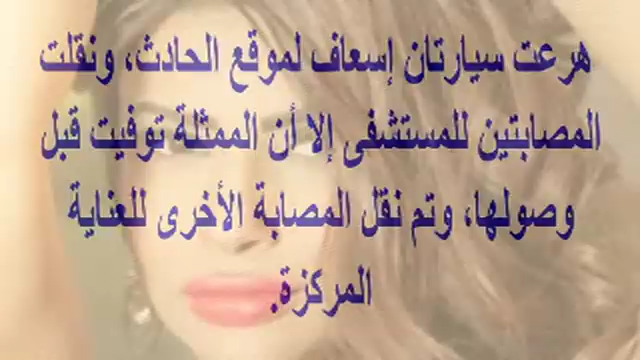 هرعت سيارتان إسعاف لموقع الحادث، ونقلت
المصابتين للمستشفى إلا أن الممثلة توفيت قبل
وصولها، وتم نقل المصابة الأخرى للعناية
المركزة.